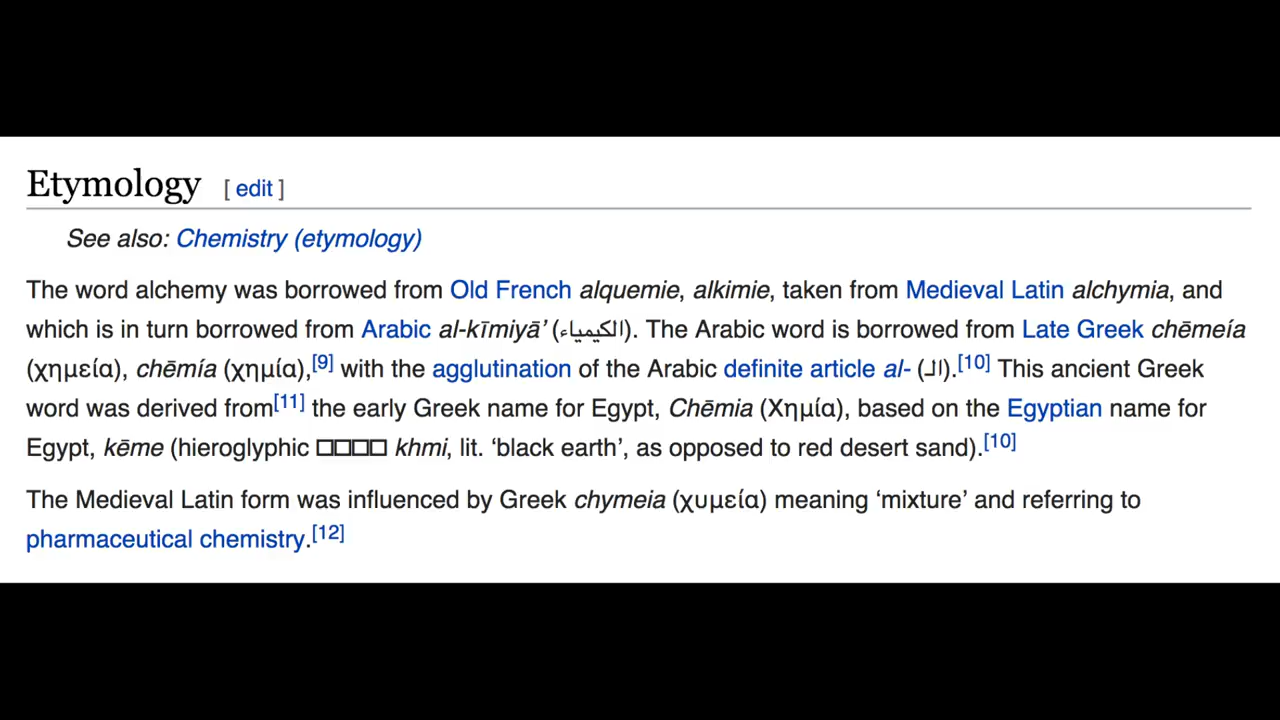 Etymology [ edit ]
See also: Chemistry (etymology)
The word alchemy was borrowed from Old French alquemie, alkimie, taken from Medieval Latin alchymia, and
which is in turn borrowed from Arabic al-kīmiyā’ (الكيمياء). The Arabic word is borrowed from Late Greek chēmeía
(χημεία), chēmía (χημία),[9] with the agglutination of the Arabic definite article al- (الـ).[10] This ancient Greek
word was derived from[11] the early Greek name for Egypt, Chēmia (Χημία), based on the Egyptian name for
Egypt, kēme (hieroglyphic □□□□ khmi, lit. ‘black earth’, as opposed to red desert sand).[10]
The Medieval Latin form was influenced by Greek chymeia (χυμεία) meaning ‘mixture’ and referring to
pharmaceutical chemistry.[12]